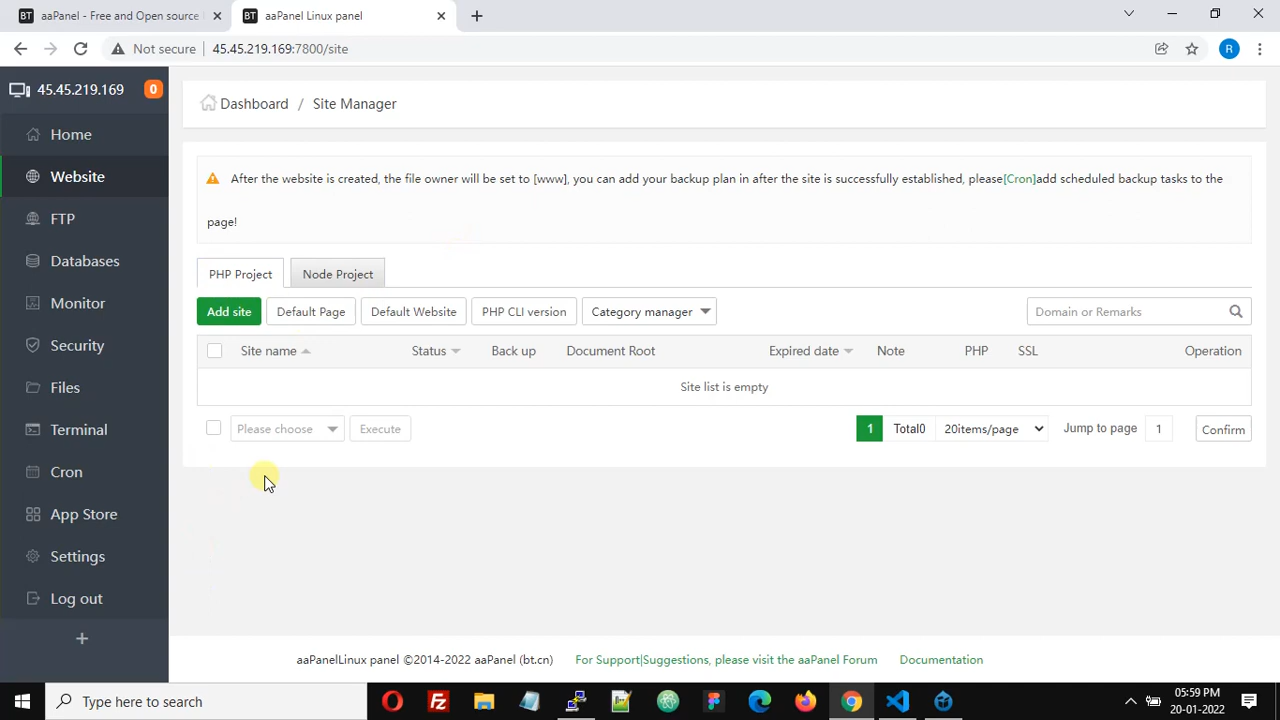 BT aaPanel - Free and Open source
BT aaPanel Linux panel
Not secure 45.45.219.169:7800/site
R
45.45.219.169 0
Home
Website
FTP
Databases
Monitor
Security
Files
Terminal
Cron
App Store
Settings
Log out
Dashboard / Site Manager
After the website is created, the file owner will be set to [www], you can add your backup plan in after the site is successfully established, please[Cron]add scheduled backup tasks to the
page!
PHP Project Node Project
Add site Default Page Default Website PHP CLI version Category manager Domain or Remarks
Site name Status Back up Document Root Expired date Note PHP SSL Operation
Site list is empty
Please choose Execute 1 Total0 20items/page Jump to page 1 Confirm
aaPanelLinux panel ©2014-2022 aaPanel (bt.cn) For Support|Suggestions, please visit the aaPanel Forum Documentation
Type here to search
05:59 PM
20-01-2022